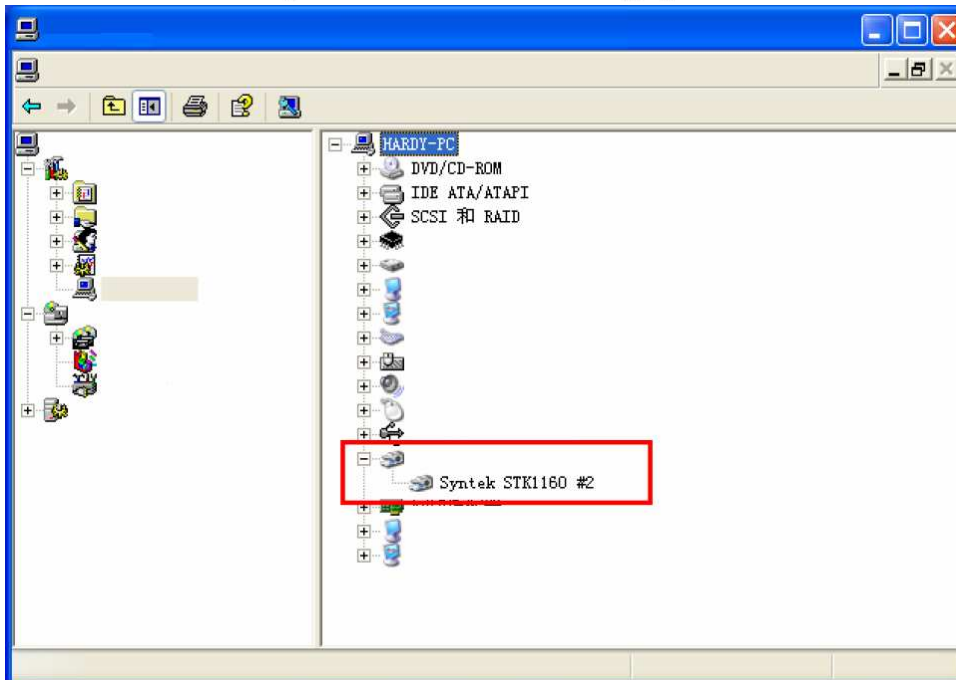 HARDY-PC
DVD/CD-ROM
IDE ATA/ATAPI
SCSI 和 RAID
Syntek STK1160 #2